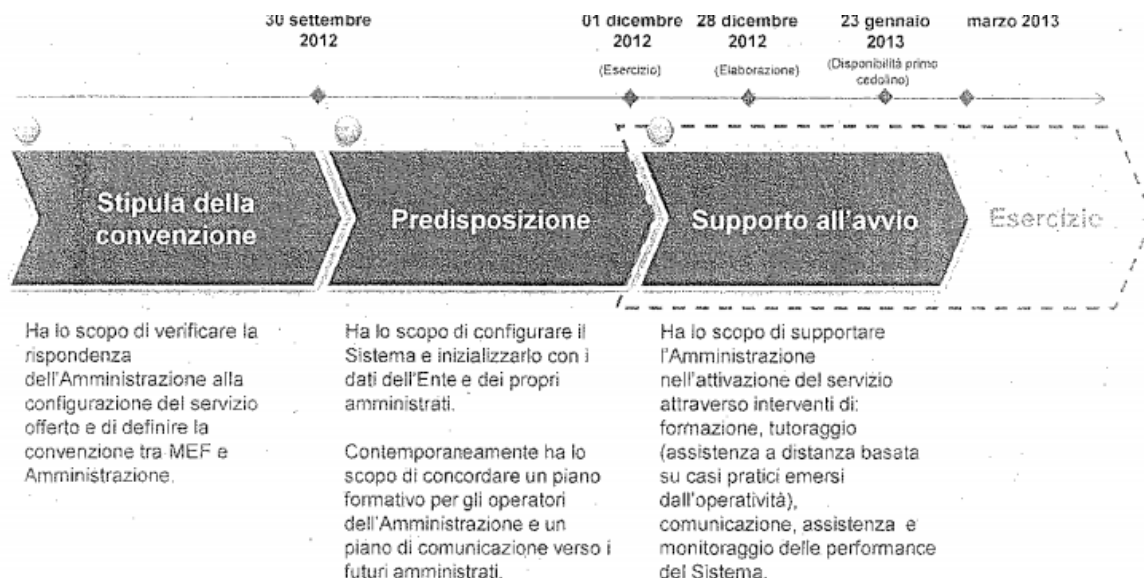 30 settembre
2012
01 dicembre
2012
(Esercizio)
28 dicembre
2012
(Elaborazione)
23 gennaio
2013
(Disponibilità primo
cedolino)
marzo 2013
Stipula della
convenzione
Predisposizione
Supporto all'avvio
Esercizio
Ha lo scopo di verificare la
rispondenza
dell'Amministrazione alla
configurazione del servizio
offerto e di definire la
convenzione tra MEF e
Amministrazione.
Ha lo scopo di configurare il
Sistema e inizializzarlo con i
dati dell'Ente e dei propri
amministrati.
Contemporaneamente ha lo
scopo di concordare un piano
formativo per gli operatori
dell'Amministrazione e un
piano di comunicazione verso i
futuri amministrati.
Ha lo scopo di supportare
l'Amministrazione
nell'attivazione del servizio
attraverso interventi di:
formazione, tutoraggio
(assistenza a distanza basata
su casi pratici emersi
dall'operatività),
comunicazione, assistenza e
monitoraggio delle performance
del Sistema.